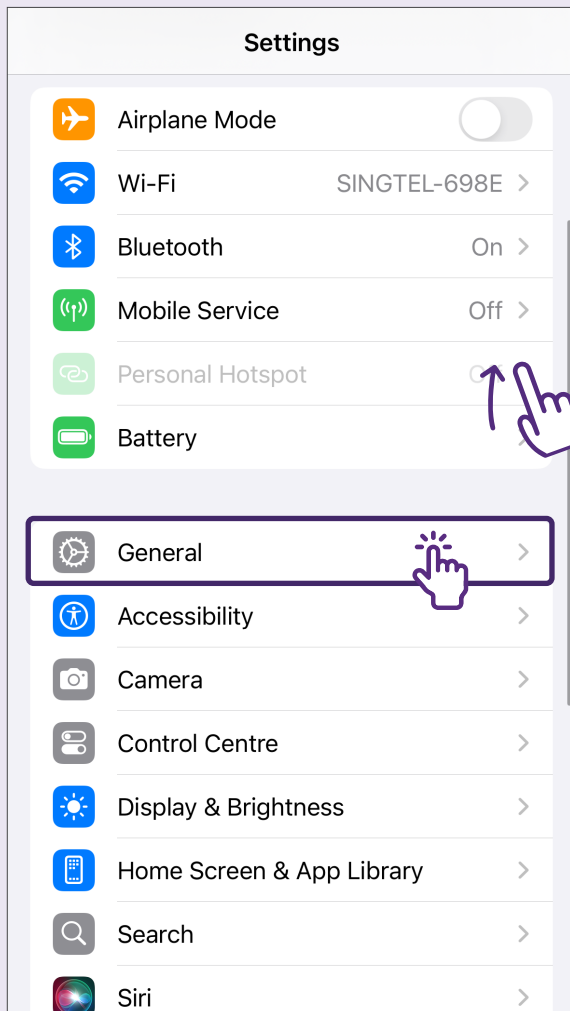 Settings
Airplane Mode
Wi-Fi SINGTEL-698E
Bluetooth On
Mobile Service Off
Personal Hotspot
Battery
General
Accessibility
Camera
Control Centre
Display & Brightness
Home Screen & App Library
Search
Siri